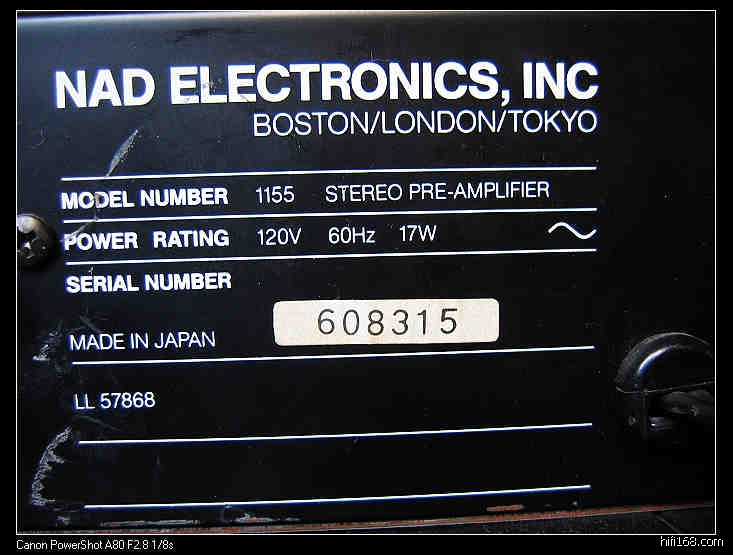 NAD ELECTRONICS, INC
BOSTON/LONDON/TOKYO
MODEL NUMBER 1155 STEREO PRE-AMPLIFIER
POWER RATING 120V 60Hz 17W
SERIAL NUMBER
608315
MADE IN JAPAN
LL 57868
Canon PowerShot A80 F2.8 1/8s
hifi168.com